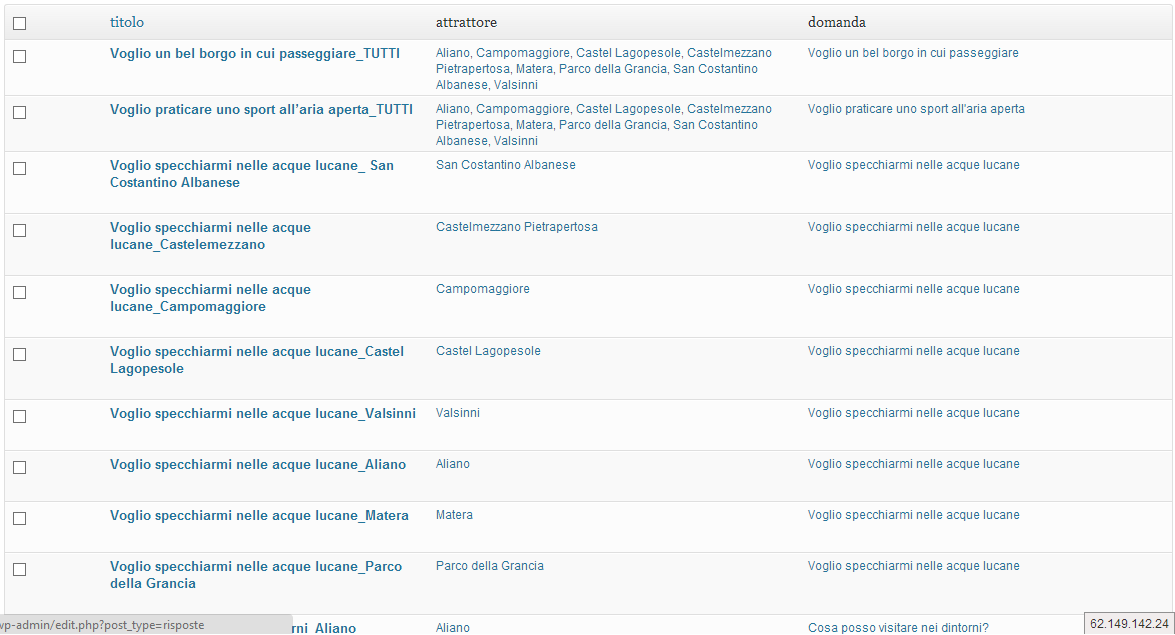 titolo attrattore domanda
Voglio un bel borgo in cui passeggiare_TUTTI
Aliano, Campomaggiore, Castel Lagopesole, Castelmezzano
Pietrapertosa, Matera, Parco della Grancia, San Costantino
Albanese, Valsinni
Voglio un bel borgo in cui passeggiare
Voglio praticare uno sport all’aria aperta_TUTTI
Aliano, Campomaggiore, Castel Lagopesole, Castelmezzano
Pietrapertosa, Matera, Parco della Grancia, San Costantino
Albanese, Valsinni
Voglio praticare uno sport all'aria aperta
Voglio specchiarmi nelle acque lucane_ San
Costantino Albanese
San Costantino Albanese
Voglio specchiarmi nelle acque lucane
Voglio specchiarmi nelle acque
lucane_Castelemezzano
Castelmezzano Pietrapertosa
Voglio specchiarmi nelle acque lucane
Voglio specchiarmi nelle acque
lucane_Campomaggiore
Campomaggiore
Voglio specchiarmi nelle acque lucane
Voglio specchiarmi nelle acque lucane_Castel
Lagopesole
Castel Lagopesole
Voglio specchiarmi nelle acque lucane
Voglio specchiarmi nelle acque lucane_Valsinni
Valsinni
Voglio specchiarmi nelle acque lucane
Voglio specchiarmi nelle acque lucane_Aliano
Aliano
Voglio specchiarmi nelle acque lucane
Voglio specchiarmi nelle acque lucane_Matera
Matera
Voglio specchiarmi nelle acque lucane
Voglio specchiarmi nelle acque lucane_Parco
della Grancia
Parco della Grancia
Voglio specchiarmi nelle acque lucane
wp-admin/edit.php?post_type=risposte
rni_Aliano
Aliano
Cosa posso visitare nei dintorni?
62.149.142.24